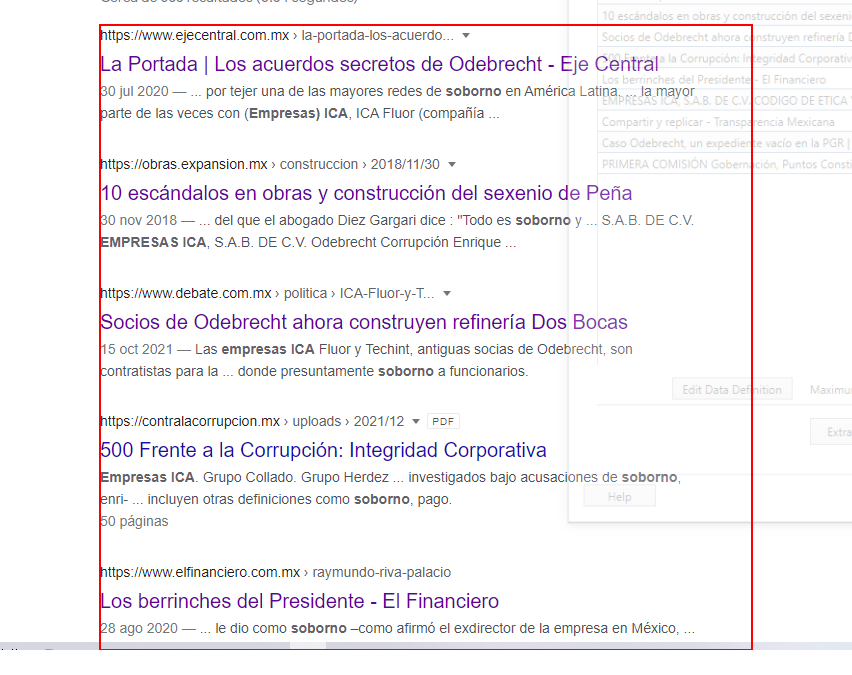 https://www.ejecentral.com.mx › la-portada-los-acuerdo...
La Portada | Los acuerdos secretos de Odebrecht - Eje Central
30 jul 2020 — ... por tejer una de las mayores redes de soborno en América Latina. ... la mayor
parte de las veces con (Empresas) ICA, ICA Fluor (compañía ...
https://obras.expansion.mx › construccion › 2018/11/30
10 escándalos en obras y construcción del sexenio de Peña
30 nov 2018 — ... del que el abogado Diez Gargari dice : "Todo es soborno y ... S.A.B. DE C.V.
EMPRESAS ICA, S.A.B. DE C.V. Odebrecht Corrupción Enrique ...
https://www.debate.com.mx › politica › ICA-Fluor-y-T...
Socios de Odebrecht ahora construyen refinería Dos Bocas
15 oct 2021 — Las empresas ICA Fluor y Techint, antiguas socias de Odebrecht, son
contratistas para la ... donde presuntamente soborno a funcionarios.
https://contralacorrupcion.mx › uploads › 2021/12 PDF
500 Frente a la Corrupción: Integridad Corporativa
Empresas ICA. Grupo Collado. Grupo Herdez ... investigados bajo acusaciones de soborno,
enri- ... incluyen otras definiciones como soborno, pago.
50 páginas
https://www.elfinanciero.com.mx › raymundo-riva-palacio
Los berrinches del Presidente - El Financiero
28 ago 2020 — ... le dio como soborno –como afirmó el exdirector de la empresa en México, ...
10 escándalos en obras y construcción del sexeni
Socios de Odebrecht ahora construyen refinería
500 Frente a la Corrupción: Integridad Corporativ
Los berrinches del Presidente - El Financiero
EMPRESAS ICA, S.A.B. DE C.V. CODIGO DE ETICA
Compartir y replicar - Transparencia Mexicana
Caso Odebrecht, un expediente vacío en la PGR |
PRIMERA COMISIÓN Gobernación, Puntos Consti
Edit Data Definition
Maximu
Extra
Help